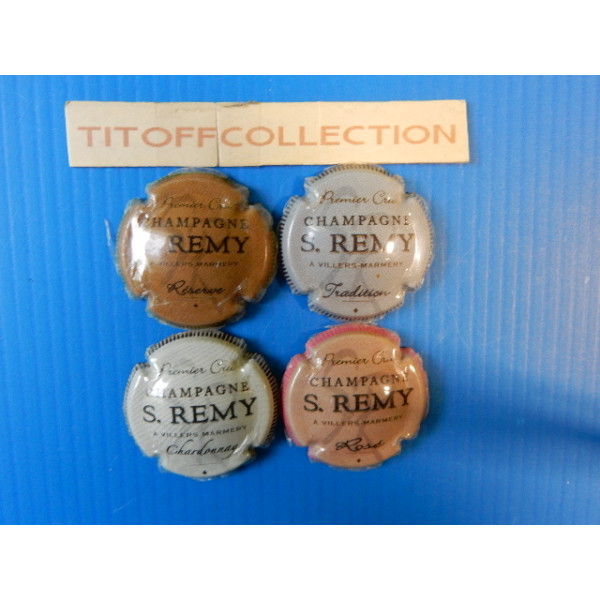 TITOFFCOLLECTION
Premier Cru
CHAMPAGNE
S. REMY
A VILLERS-MARMERY
Réserve
Premier Cru
CHAMPAGNE
S. REMY
A VILLERS-MARMERY
Tradition
Premier Cru
CHAMPAGNE
S. REMY
A VILLERS-MARMERY
Chardonnay
Premier Cru
CHAMPAGNE
S. REMY
A VILLERS-MARMERY
Rosé